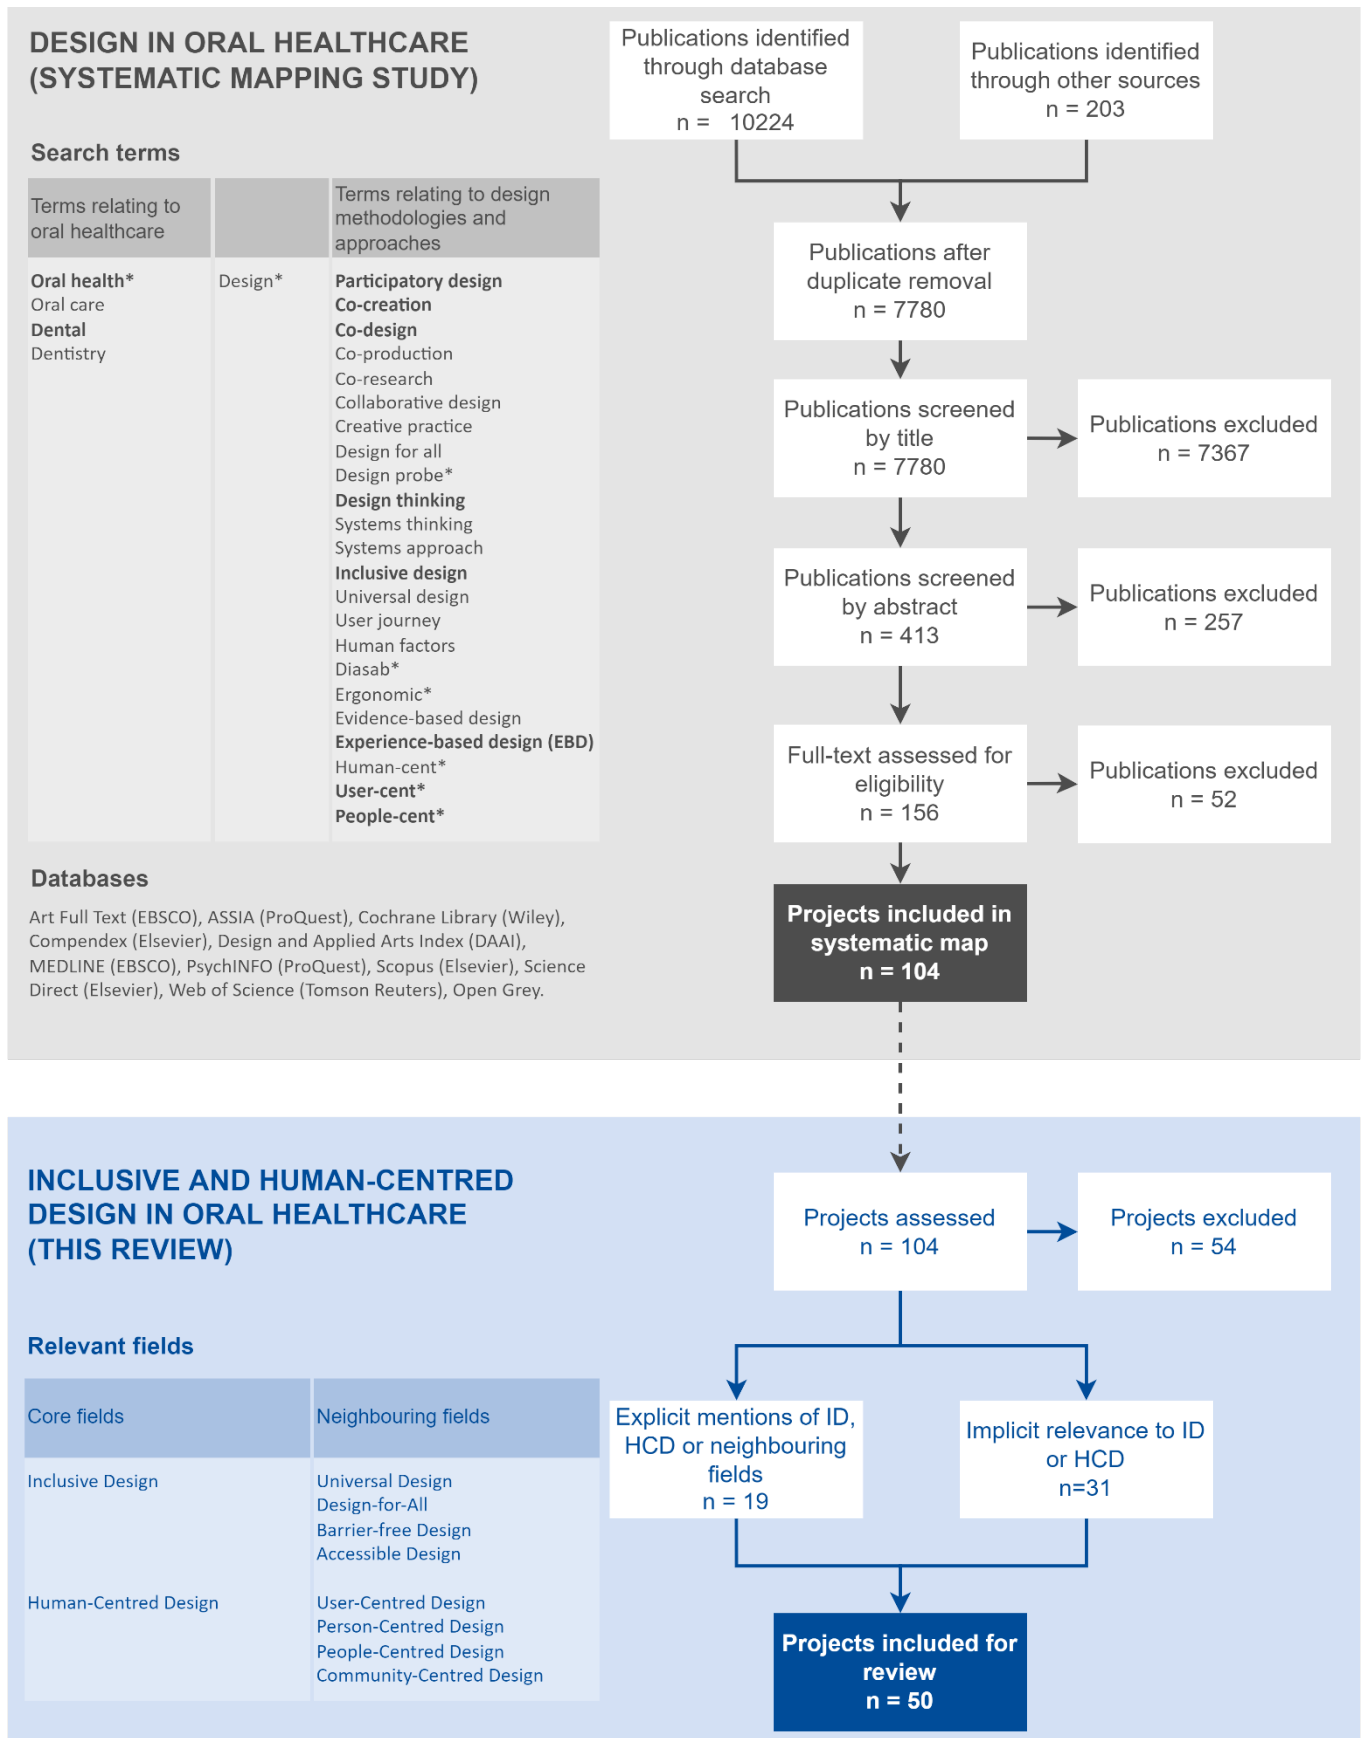 DESIGN IN ORAL HEALTHCARE
(SYSTEMATIC MAPPING STUDY)
Publications identified
through database
search
n = 10224
Publications identified
through other sources
n = 203
Search terms
Terms relating to
oral healthcare
Terms relating to design
methodologies and
approaches
Oral health*
Oral care
Dental
Dentistry
Design*
Participatory design
Co-creation
Co-design
Co-production
Co-research
Collaborative design
Creative practice
Design for all
Design probe*
Design thinking
Systems thinking
Systems approach
Inclusive design
Universal design
User journey
Human factors
Diasab*
Ergonomic*
Evidence-based design
Experience-based design (EBD)
Human-cent*
User-cent*
People-cent*
Publications after
duplicate removal
n = 7780
Publications screened
by title
n = 7780
Publications excluded
n = 7367
Publications screened
by abstract
n = 413
Publications excluded
n = 257
Full-text assessed for
eligibility
n = 156
Publications excluded
n = 52
Databases
Art Full Text (EBSCO), ASSIA (ProQuest), Cochrane Library (Wiley),
Compendex (Elsevier), Design and Applied Arts Index (DAAI),
MEDLINE (EBSCO), PsychINFO (ProQuest), Scopus (Elsevier), Science
Direct (Elsevier), Web of Science (Tomson Reuters), Open Grey.
Projects included in
systematic map
n = 104
INCLUSIVE AND HUMAN-CENTRED
DESIGN IN ORAL HEALTHCARE
(THIS REVIEW)
Projects assessed
n = 104
Projects excluded
n = 54
Relevant fields
Core fields
Neighbouring fields
Inclusive Design
Universal Design
Design-for-All
Barrier-free Design
Accessible Design
Human-Centred Design
User-Centred Design
Person-Centred Design
People-Centred Design
Community-Centred Design
Explicit mentions of ID,
HCD or neighbouring
fields
n = 19
Implicit relevance to ID
or HCD
n=31
Projects included for
review
n = 50